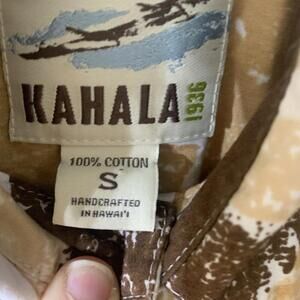 KAHALA
1936
100% COTTON
S
HANDCRAFTED
IN HAWAI'I